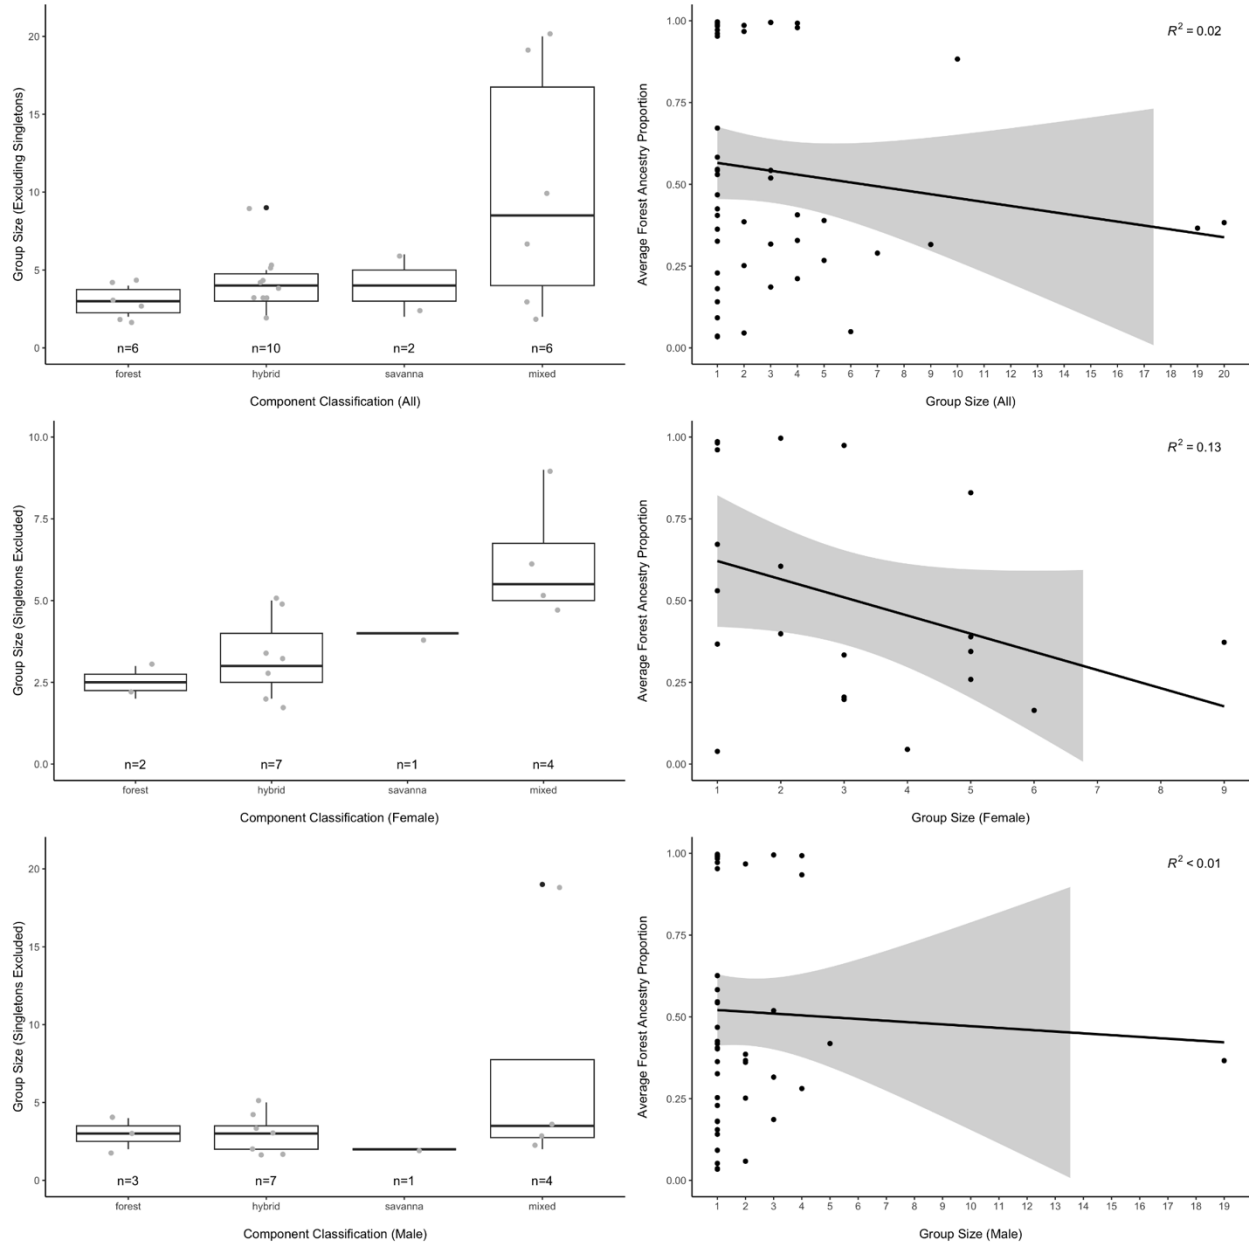 Group Size (Excluding Singletons)
20
15
10
5
0
n=6
n=10
n=2
n=6
forest
hybrid
savanna
mixed
Component Classification (All)
Average Forest Ancestry Proportion
1.00
0.75
0.50
0.25
0.00
R² = 0.02
1 2 3 4 5 6 7 8 9 10 11 12 13 14 15 16 17 18 19 20
Group Size (All)
Group Size (Singletons Excluded)
10.0
7.5
5.0
2.5
0.0
n=2
n=7
n=1
n=4
forest
hybrid
savanna
mixed
Component Classification (Female)
Average Forest Ancestry Proportion
1.00
0.75
0.50
0.25
0.00
R² = 0.13
1 2 3 4 5 6 7 8 9
Group Size (Female)
Group Size (Singletons Excluded)
20
15
10
5
0
n=3
n=7
n=1
n=4
forest
hybrid
savanna
mixed
Component Classification (Male)
Average Forest Ancestry Proportion
1.00
0.75
0.50
0.25
0.00
R² < 0.01
1 2 3 4 5 6 7 8 9 10 11 12 13 14 15 16 17 18 19
Group Size (Male)